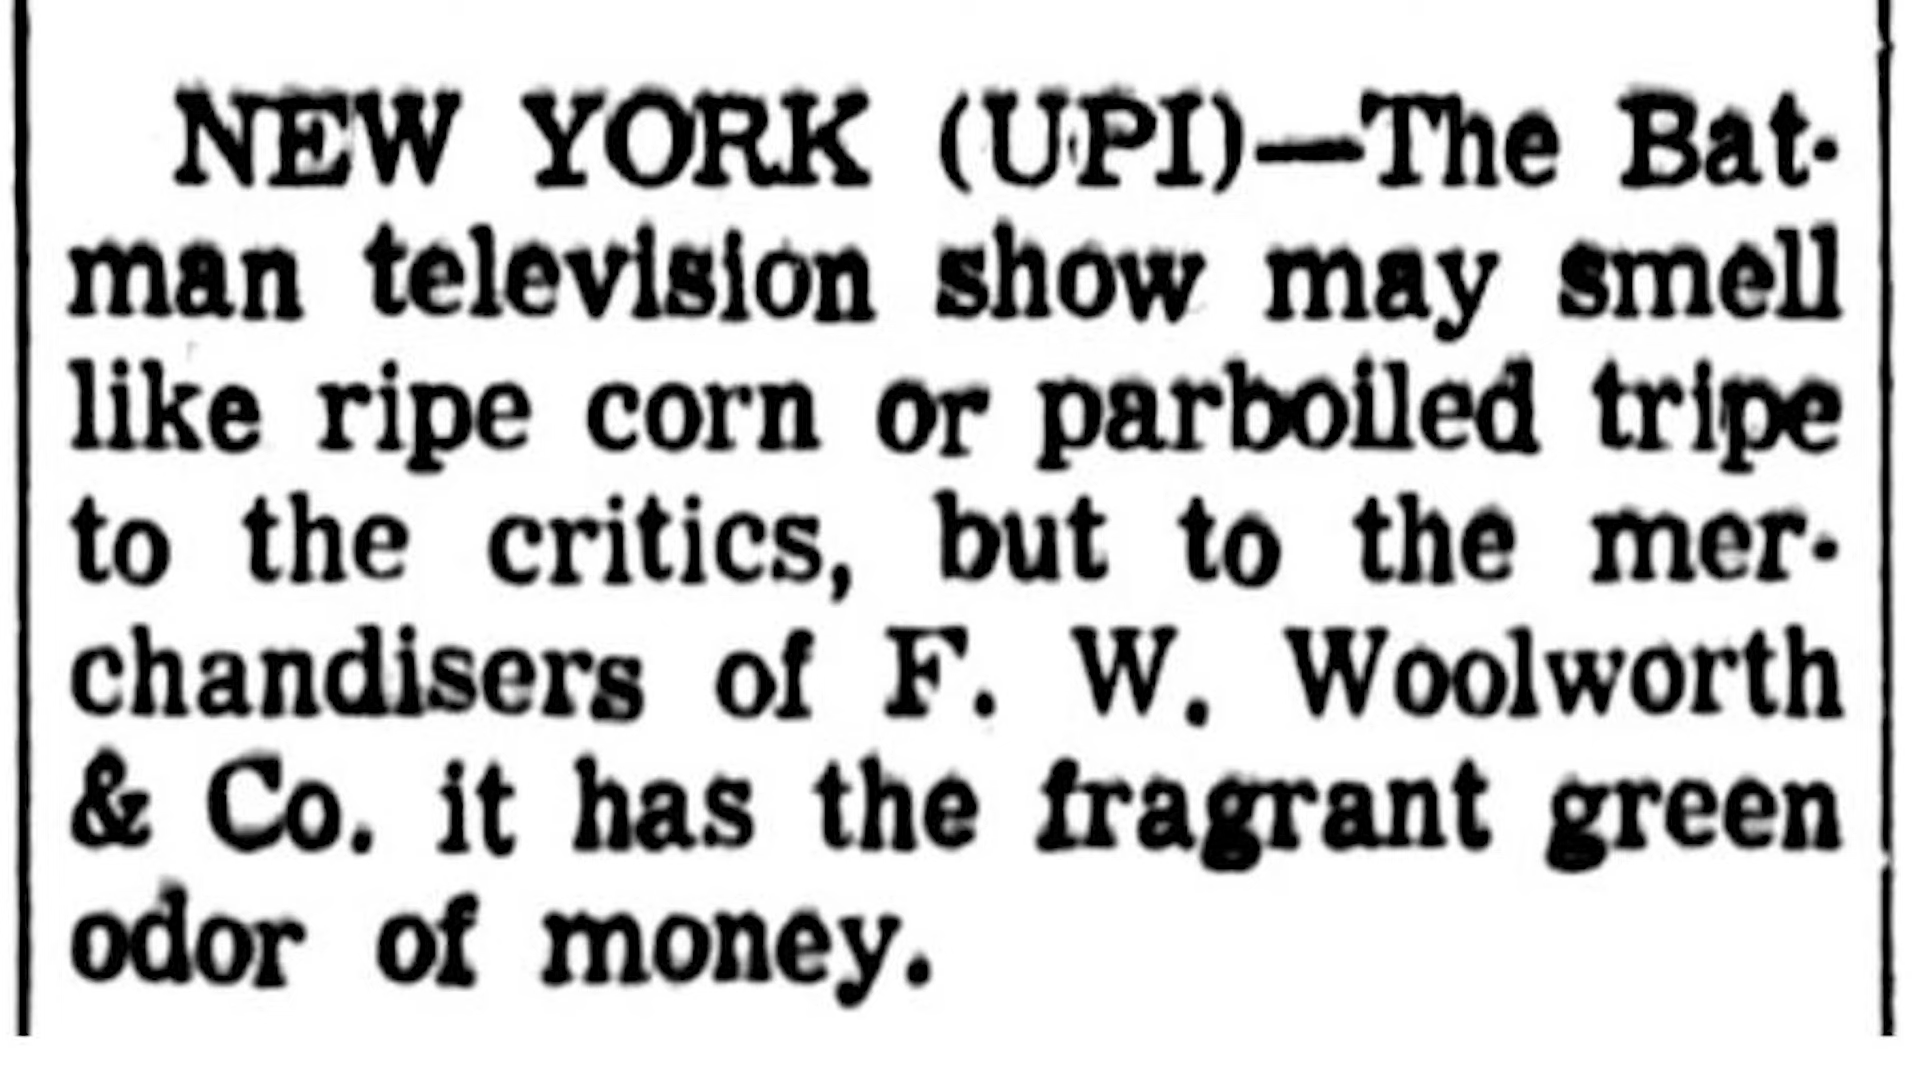 NEW YORK (UPI)—The Bat-
man television show may smell
like ripe corn or parboiled tripe
to the critics, but to the mer-
chandisers of F. W. Woolworth
& Co. it has the fragrant green
odor of money.